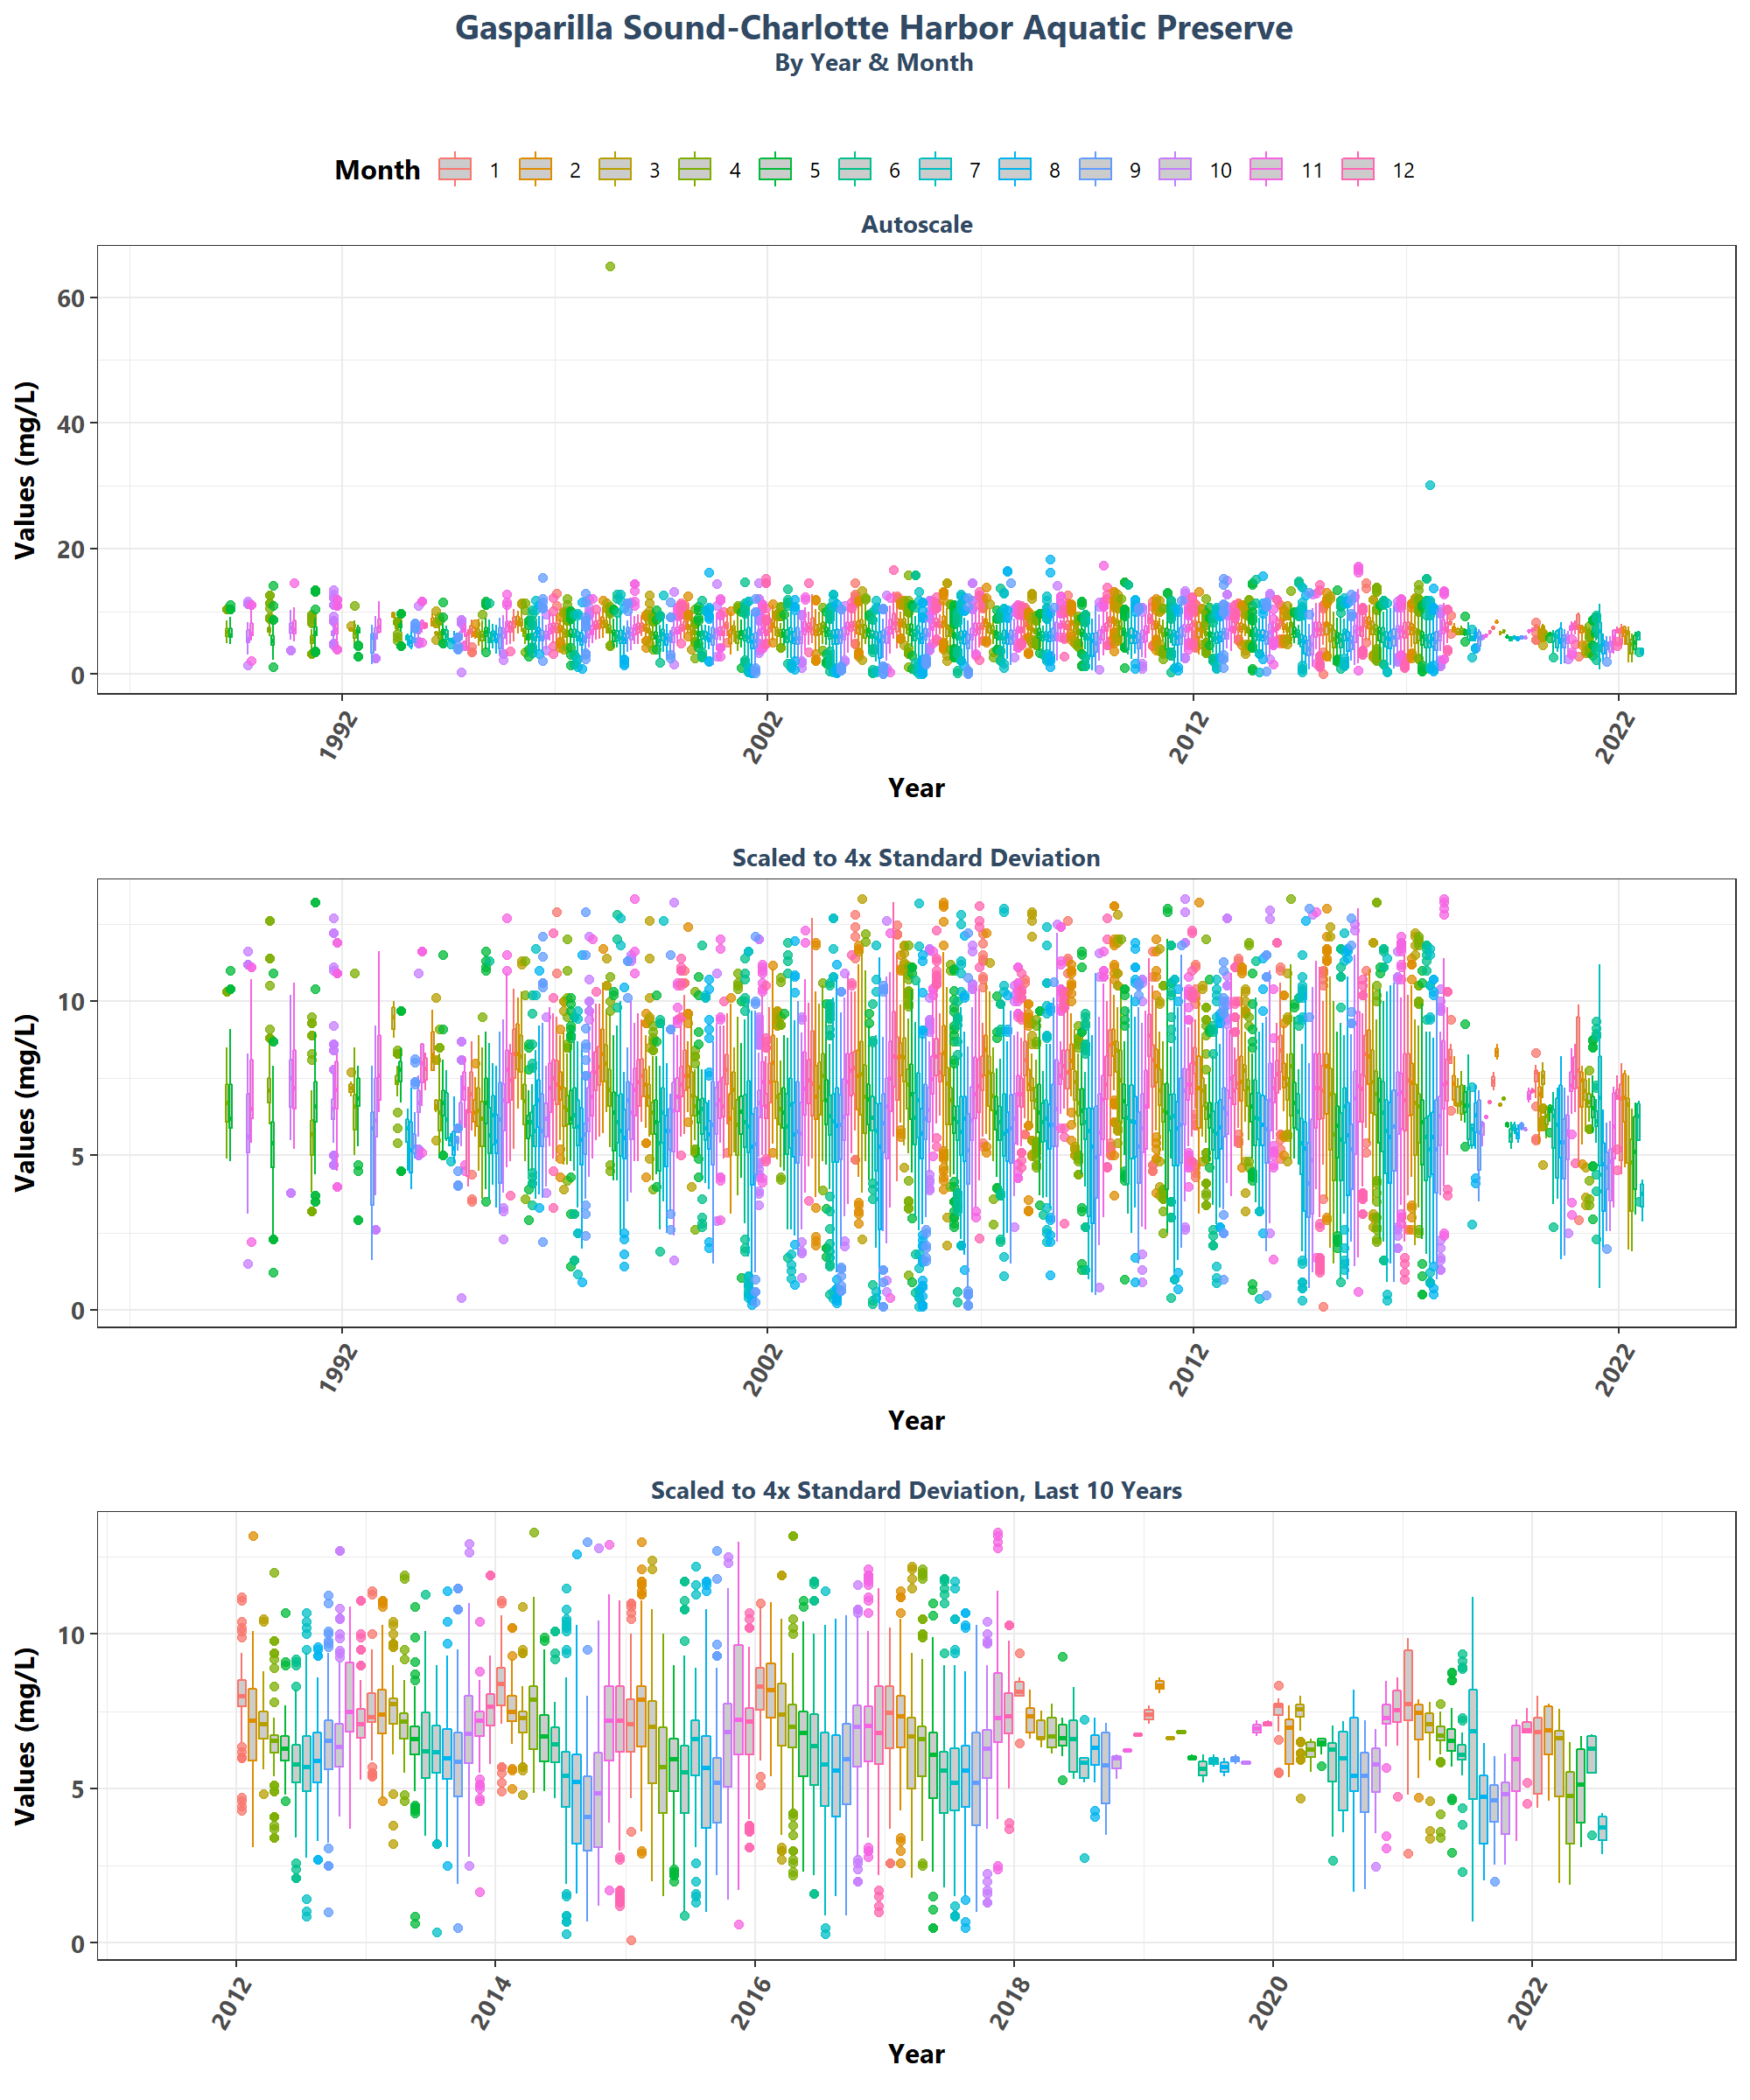 Gasparilla Sound-Charlotte Harbor Aquatic Preserve
By Year & Month
Month 1 2 3 4 5 6 7 8 9 10 11 12
Autoscale
Values (mg/L)
60
40
20
0
1992 2002 2012 2022
Year
Scaled to 4x Standard Deviation
Values (mg/L)
10
5
0
1992 2002 2012 2022
Year
Scaled to 4x Standard Deviation, Last 10 Years
Values (mg/L)
10
5
0
2012 2014 2016 2018 2020 2022
Year